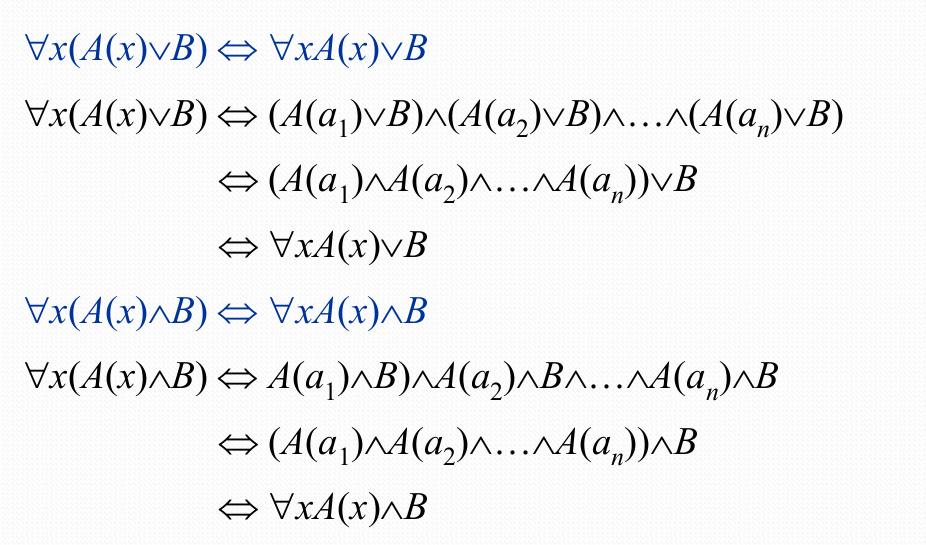 ∀x(A(x)∨B) ⇔ ∀xA(x)∨B
∀x(A(x)∨B) ⇔ (A(a₁)∨B)∧(A(a₂)∨B)∧…∧(A(aₙ)∨B)
⇔ (A(a₁)∧A(a₂)∧…∧A(aₙ))∨B
⇔ ∀xA(x)∨B
∀x(A(x)∧B) ⇔ ∀xA(x)∧B
∀x(A(x)∧B) ⇔ A(a₁)∧B)∧A(a₂)∧B∧…∧A(aₙ)∧B
⇔ (A(a₁)∧A(a₂)∧…∧A(aₙ))∧B
⇔ ∀xA(x)∧B